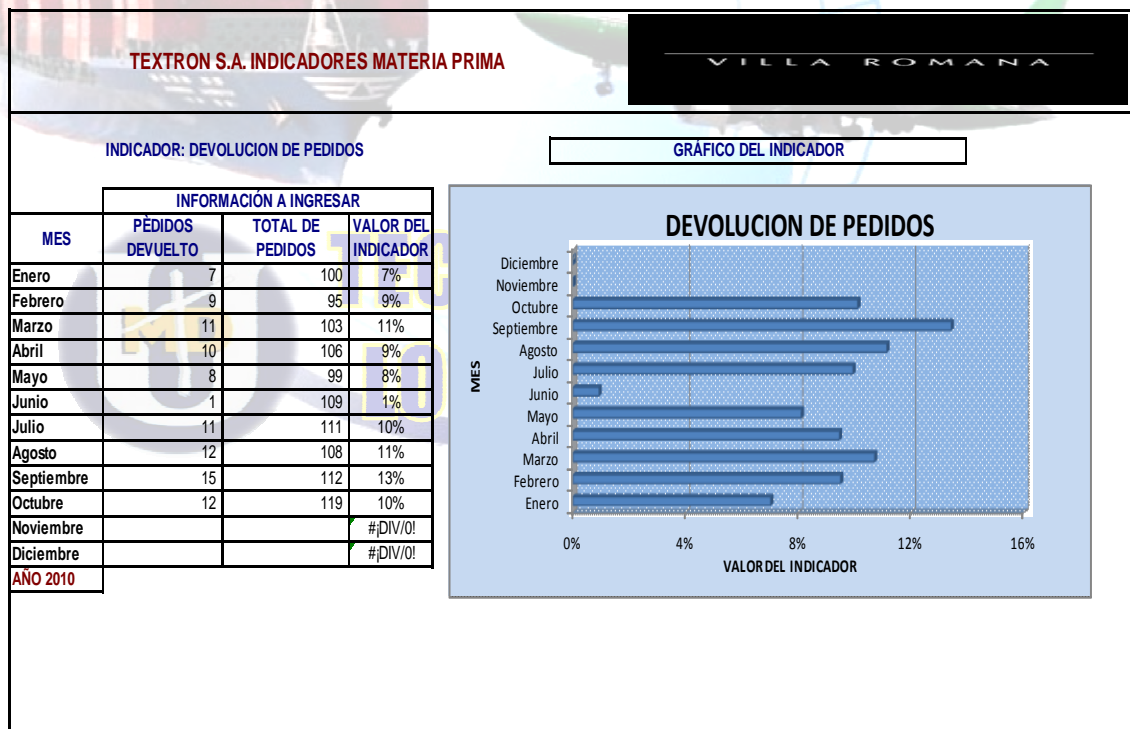 TEXTRON S.A. INDICADORES MATERIA PRIMA
VILLA ROMANA
INDICADOR: DEVOLUCION DE PEDIDOS
GRÁFICO DEL INDICADOR
INFORMACIÓN A INGRESAR
MES PÈDIDOS DEVUELTO TOTAL DE PEDIDOS VALOR DEL INDICADOR
Enero 7 100 7%
Febrero 9 95 9%
Marzo 11 103 11%
Abril 10 106 9%
Mayo 8 99 8%
Junio 1 109 1%
Julio 11 111 10%
Agosto 12 108 11%
Septiembre 15 112 13%
Octubre 12 119 10%
Noviembre #¡DIV/0!
Diciembre #¡DIV/0!
AÑO 2010
DEVOLUCION DE PEDIDOS
MES
Diciembre
Noviembre
Octubre
Septiembre
Agosto
Julio
Junio
Mayo
Abril
Marzo
Febrero
Enero
0% 4% 8% 12% 16%
VALOR DEL INDICADOR
MD